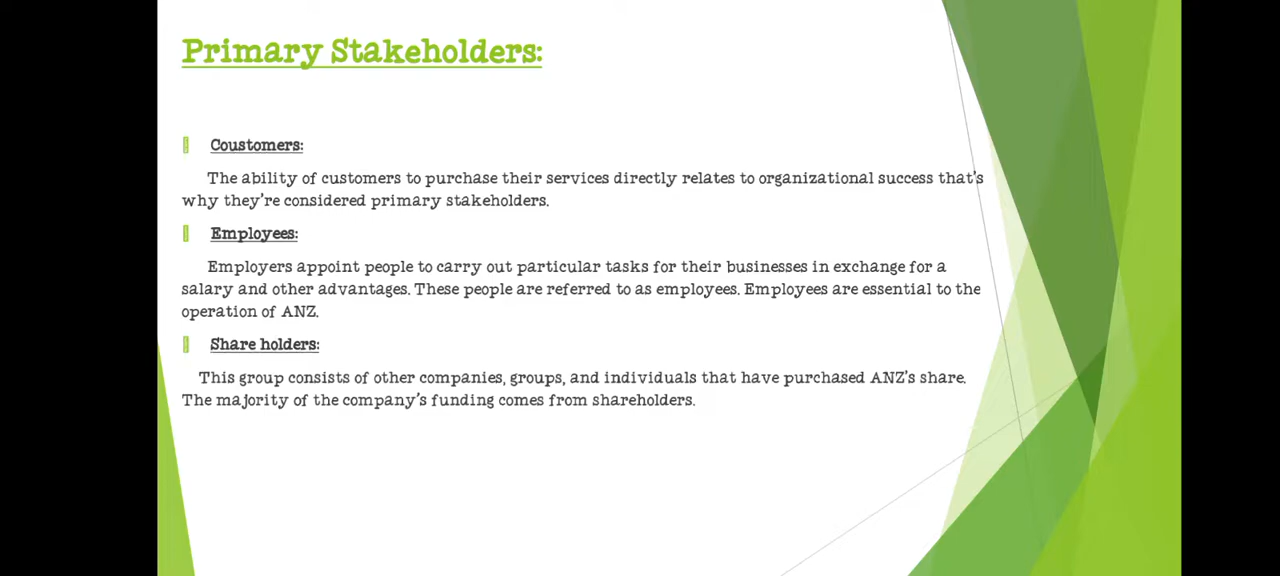 Primary Stakeholders:
Coustomers:
The ability of customers to purchase their services directly relates to organizational success that's
why they're considered primary stakeholders.
Employees:
Employers appoint people to carry out particular tasks for their businesses in exchange for a
salary and other advantages. These people are referred to as employees. Employees are essential to the
operation of ANZ.
Share holders:
This group consists of other companies, groups, and individuals that have purchased ANZ's share.
The majority of the company's funding comes from shareholders.